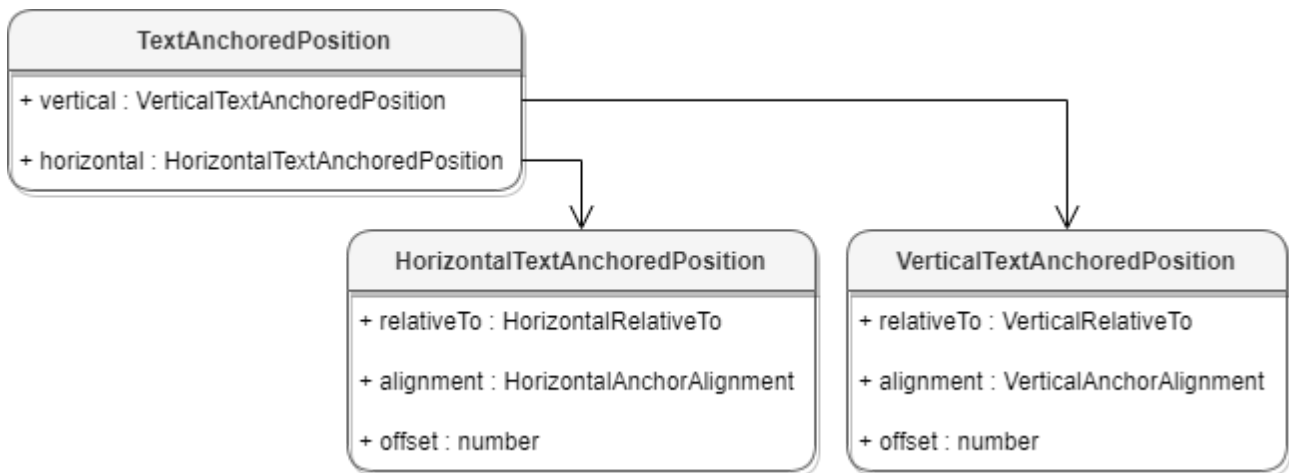 TextAnchoredPosition
+ vertical : VerticalTextAnchoredPosition
+ horizontal : HorizontalTextAnchoredPosition
HorizontalTextAnchoredPosition
+ relativeTo : HorizontalRelativeTo
+ alignment : HorizontalAnchorAlignment
+ offset : number
VerticalTextAnchoredPosition
+ relativeTo : VerticalRelativeTo
+ alignment : VerticalAnchorAlignment
+ offset : number